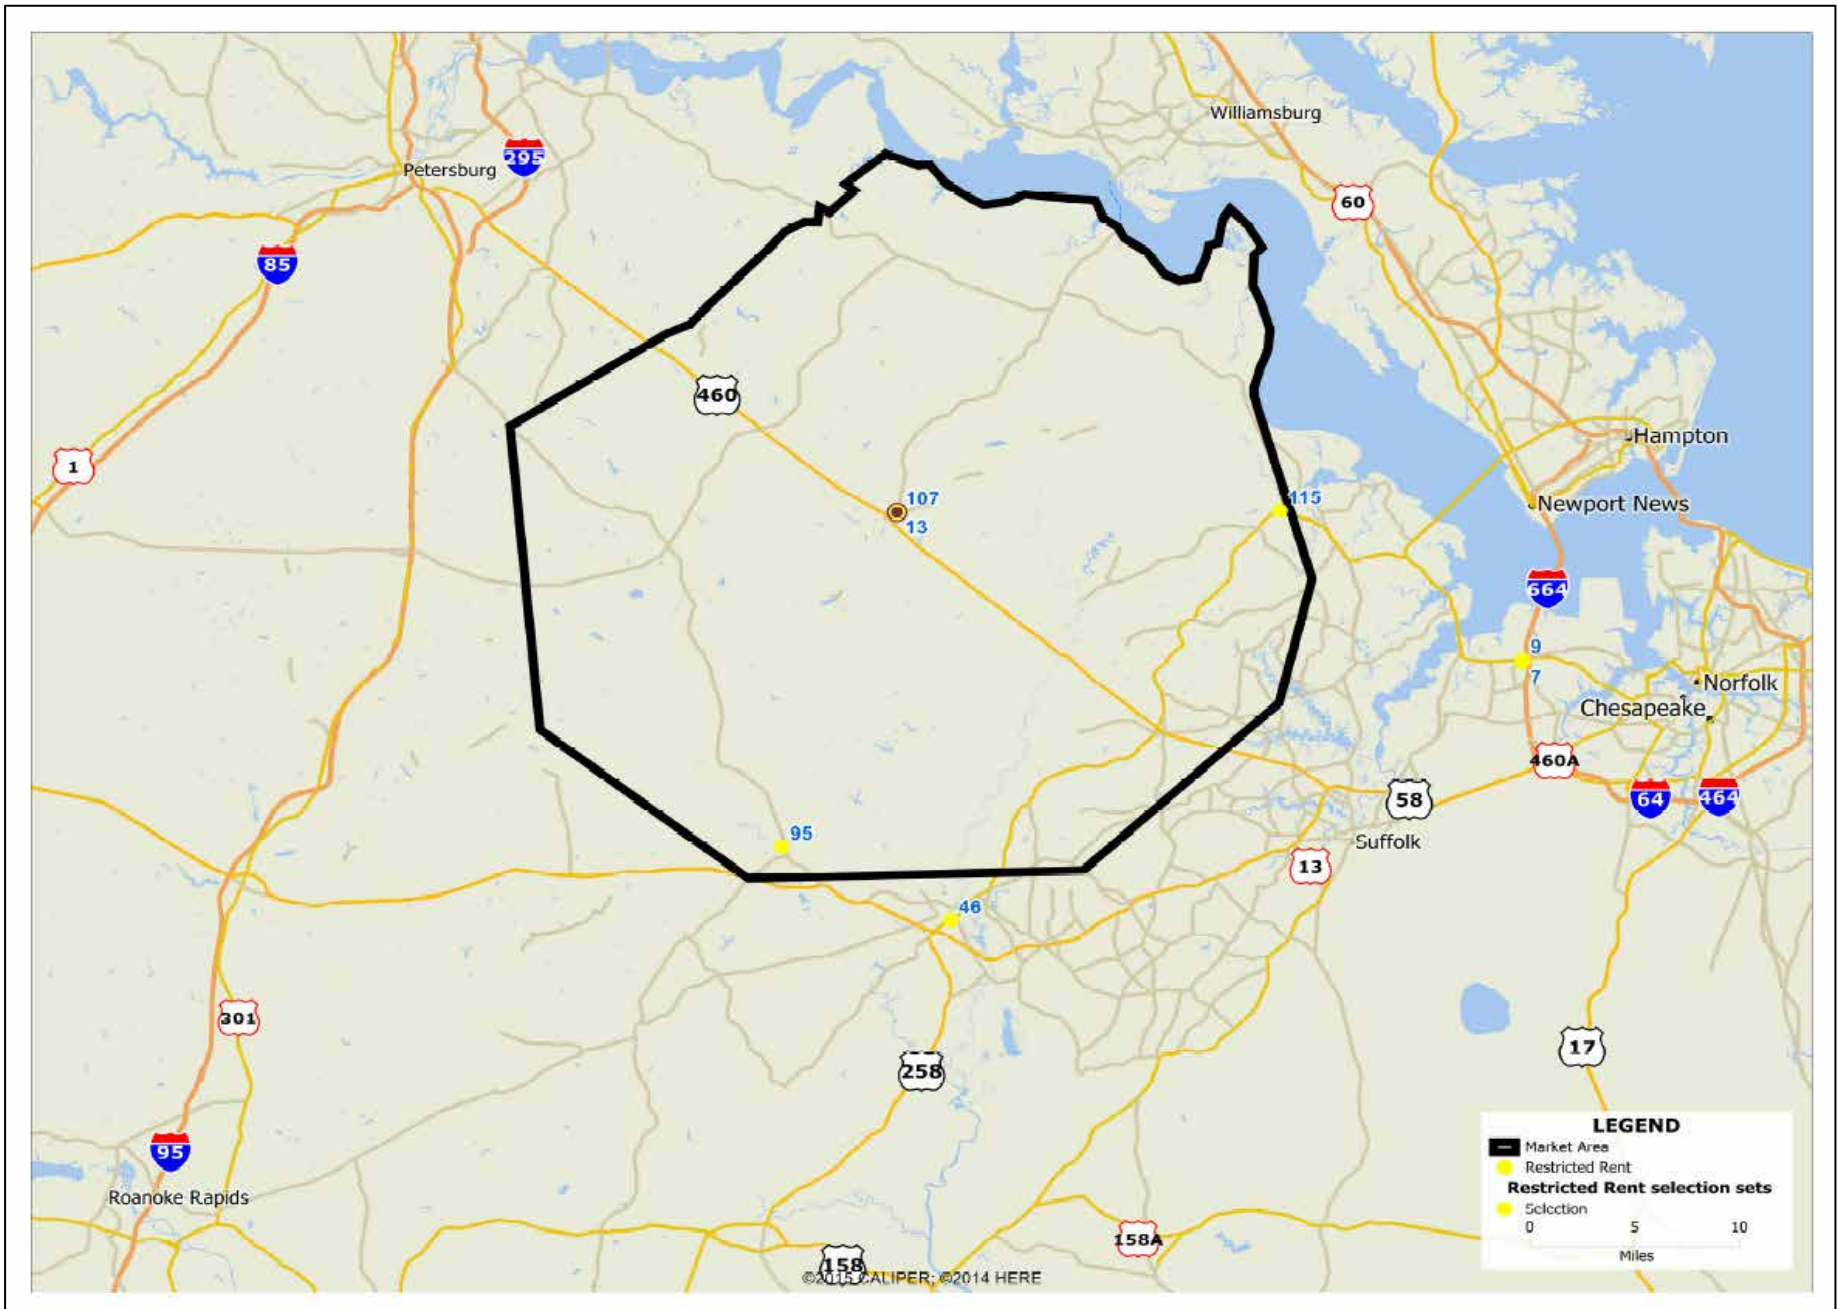 Williamsburg
295
Petersburg
60
85
460
Hampton
1
107
115
Newport News
13
664
9
7
Norfolk
Chesapeake
460A
58
64
464
95
Suffolk
13
46
301
17
258
LEGEND
Market Area
Restricted Rent
Restricted Rent selection sets
Selection
0 5 10
Miles
95
Roanoke Rapids
158A
158
©2015 CALIPER; ©2014 HERE